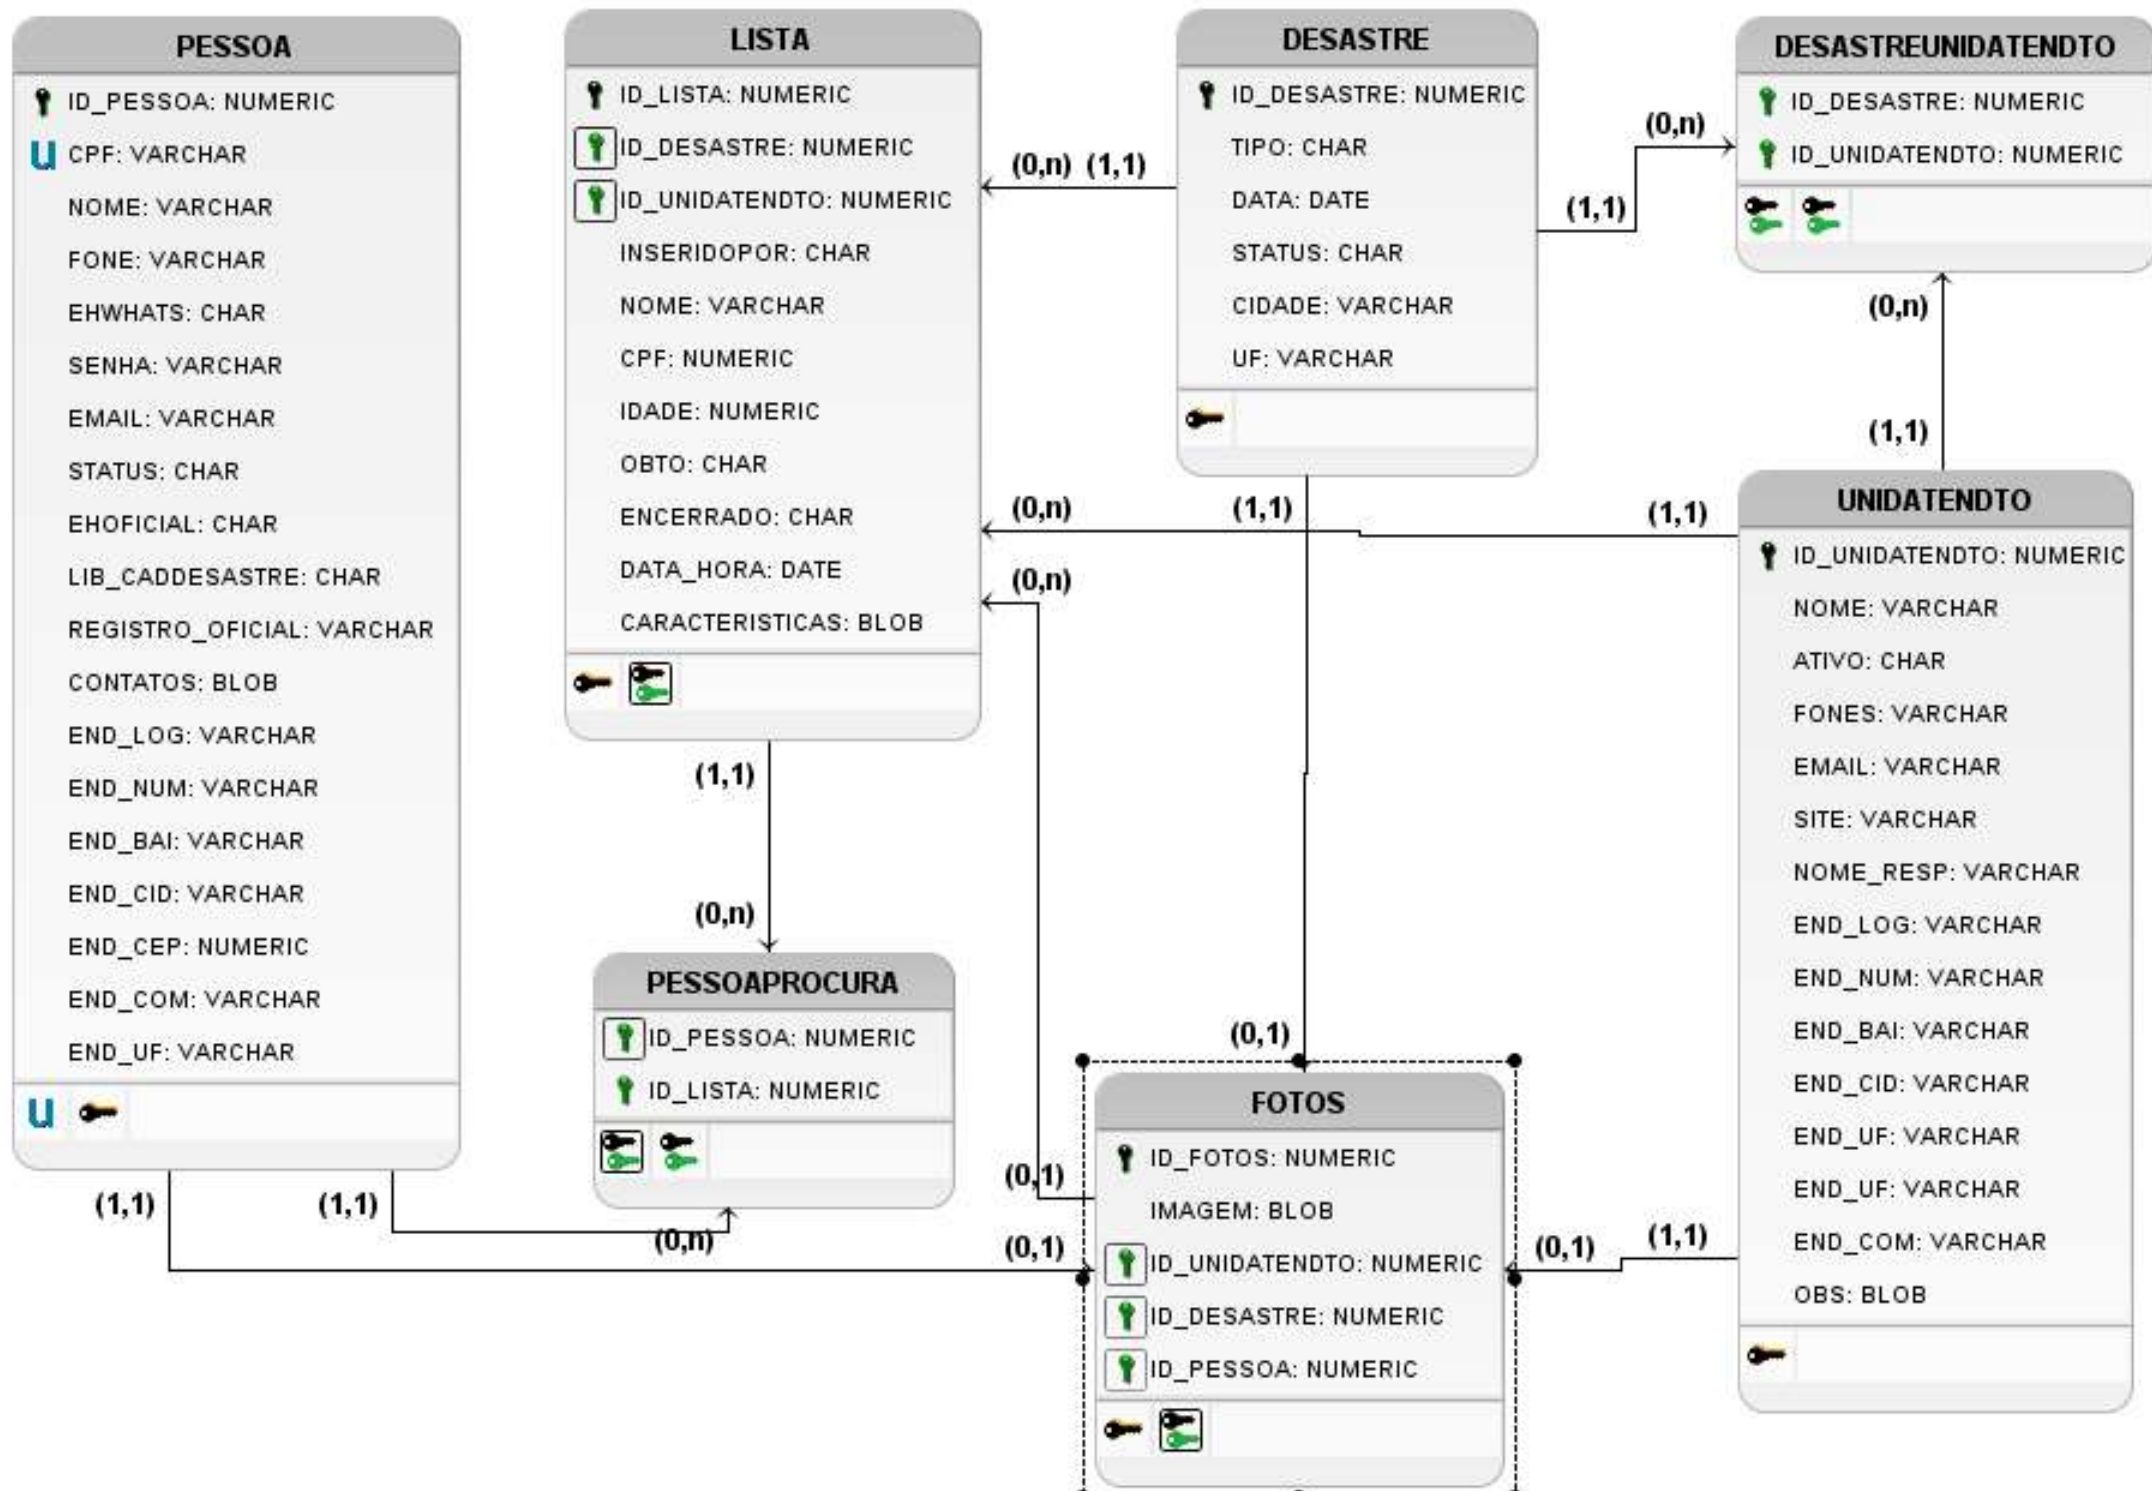 PESSOA
ID_PESSOA: NUMERIC
U CPF: VARCHAR
NOME: VARCHAR
FONE: VARCHAR
EHWHATS: CHAR
SENHA: VARCHAR
EMAIL: VARCHAR
STATUS: CHAR
EHOFICIAL: CHAR
LIB_CADDESASTRE: CHAR
REGISTRO_OFICIAL: VARCHAR
CONTATOS: BLOB
END_LOG: VARCHAR
END_NUM: VARCHAR
END_BAI: VARCHAR
END_CID: VARCHAR
END_CEP: NUMERIC
END_COM: VARCHAR
END_UF: VARCHAR
U
(1,1)
(1,1)
LISTA
ID_LISTA: NUMERIC
ID_DESASTRE: NUMERIC
ID_UNIDATENDTO: NUMERIC
INSERIDOPOR: CHAR
NOME: VARCHAR
CPF: NUMERIC
IDADE: NUMERIC
OBTO: CHAR
ENCERRADO: CHAR
DATA_HORA: DATE
CARACTERISTICAS: BLOB
(1,1)
(0,n)
PESSOAPROCURA
ID_PESSOA: NUMERIC
ID_LISTA: NUMERIC
(0,n)
(0,n) (1,1)
(0,n)
(0,n)
(0,1)
(0,1)
DESASTRE
ID_DESASTRE: NUMERIC
TIPO: CHAR
DATA: DATE
STATUS: CHAR
CIDADE: VARCHAR
UF: VARCHAR
(1,1)
(0,1)
FOTOS
ID_FOTOS: NUMERIC
IMAGEM: BLOB
ID_UNIDATENDTO: NUMERIC
ID_DESASTRE: NUMERIC
ID_PESSOA: NUMERIC
(0,n)
(1,1)
DESASTREUNIDATENDTO
ID_DESASTRE: NUMERIC
ID_UNIDATENDTO: NUMERIC
(0,n)
(1,1)
(1,1)
UNIDATENDTO
ID_UNIDATENDTO: NUMERIC
NOME: VARCHAR
ATIVO: CHAR
FONES: VARCHAR
EMAIL: VARCHAR
SITE: VARCHAR
NOME_RESP: VARCHAR
END_LOG: VARCHAR
END_NUM: VARCHAR
END_BAI: VARCHAR
END_CID: VARCHAR
END_UF: VARCHAR
END_UF: VARCHAR
END_COM: VARCHAR
OBS: BLOB
(0,1) (1,1)